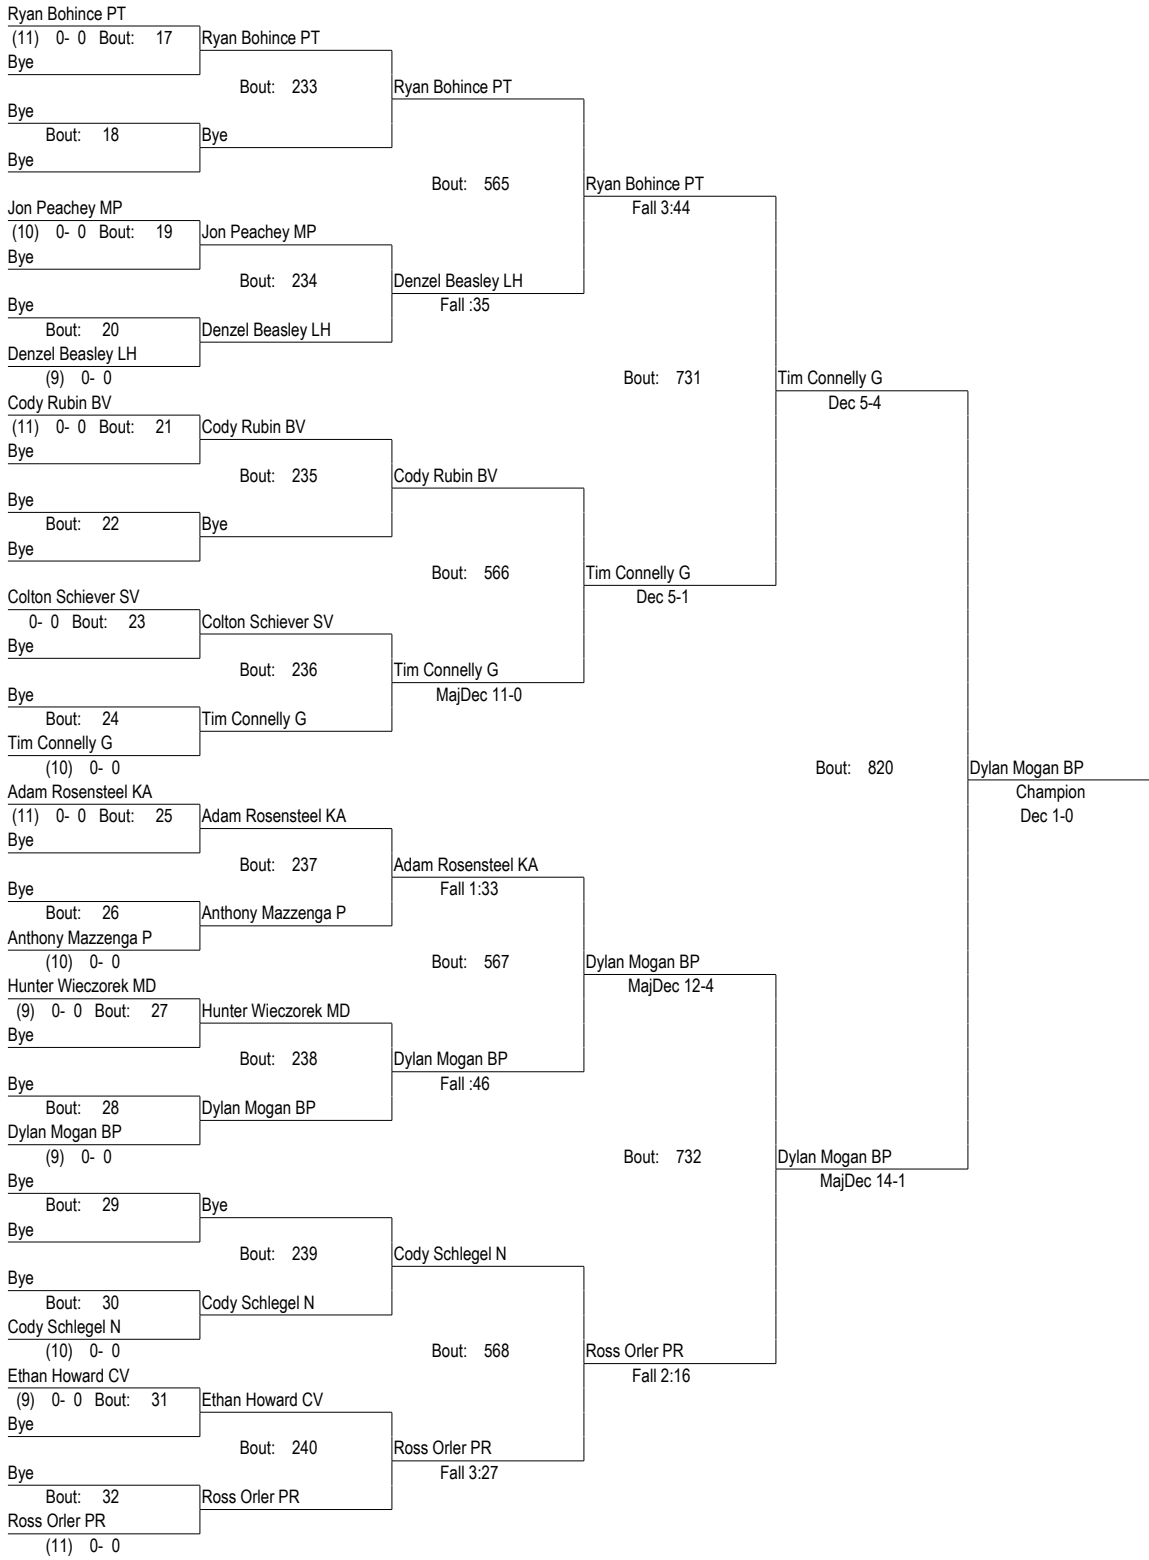 Ryan Bohince PT
(11) 0- 0 Bout: 17 Ryan Bohince PT
Bye
Bout: 233 Ryan Bohince PT
Bye
Bout: 18 Bye
Bye
Bout: 565 Ryan Bohince PT
Fall 3:44
Jon Peachey MP
(10) 0- 0 Bout: 19 Jon Peachey MP
Bye
Bout: 234 Denzel Beasley LH
Fall :35
Bye
Bout: 20 Denzel Beasley LH
Denzel Beasley LH
(9) 0- 0
Bout: 731 Tim Connelly G
Dec 5-4
Cody Rubin BV
(11) 0- 0 Bout: 21 Cody Rubin BV
Bye
Bout: 235 Cody Rubin BV
Bye
Bout: 22 Bye
Bye
Bout: 566 Tim Connelly G
Dec 5-1
Colton Schiever SV
0- 0 Bout: 23 Colton Schiever SV
Bye
Bout: 236 Tim Connelly G
MajDec 11-0
Bye
Bout: 24 Tim Connelly G
Tim Connelly G
(10) 0- 0
Bout: 820 Dylan Mogan BP
Champion
Dec 1-0
Adam Rosensteel KA
(11) 0- 0 Bout: 25 Adam Rosensteel KA
Bye
Bout: 237 Adam Rosensteel KA
Fall 1:33
Bye
Bout: 26 Anthony Mazzenga P
Anthony Mazzenga P
(10) 0- 0
Bout: 567 Dylan Mogan BP
MajDec 12-4
Hunter Wieczorek MD
(9) 0- 0 Bout: 27 Hunter Wieczorek MD
Bye
Bout: 238 Dylan Mogan BP
Fall :46
Bye
Bout: 28 Dylan Mogan BP
Dylan Mogan BP
(9) 0- 0
Bout: 732 Dylan Mogan BP
MajDec 14-1
Bye
Bout: 29 Bye
Bye
Bout: 239 Cody Schlegel N
Bye
Bout: 30 Cody Schlegel N
Cody Schlegel N
(10) 0- 0
Bout: 568 Ross Orler PR
Fall 2:16
Ethan Howard CV
(9) 0- 0 Bout: 31 Ethan Howard CV
Bye
Bout: 240 Ross Orler PR
Fall 3:27
Bye
Bout: 32 Ross Orler PR
Ross Orler PR
(11) 0- 0